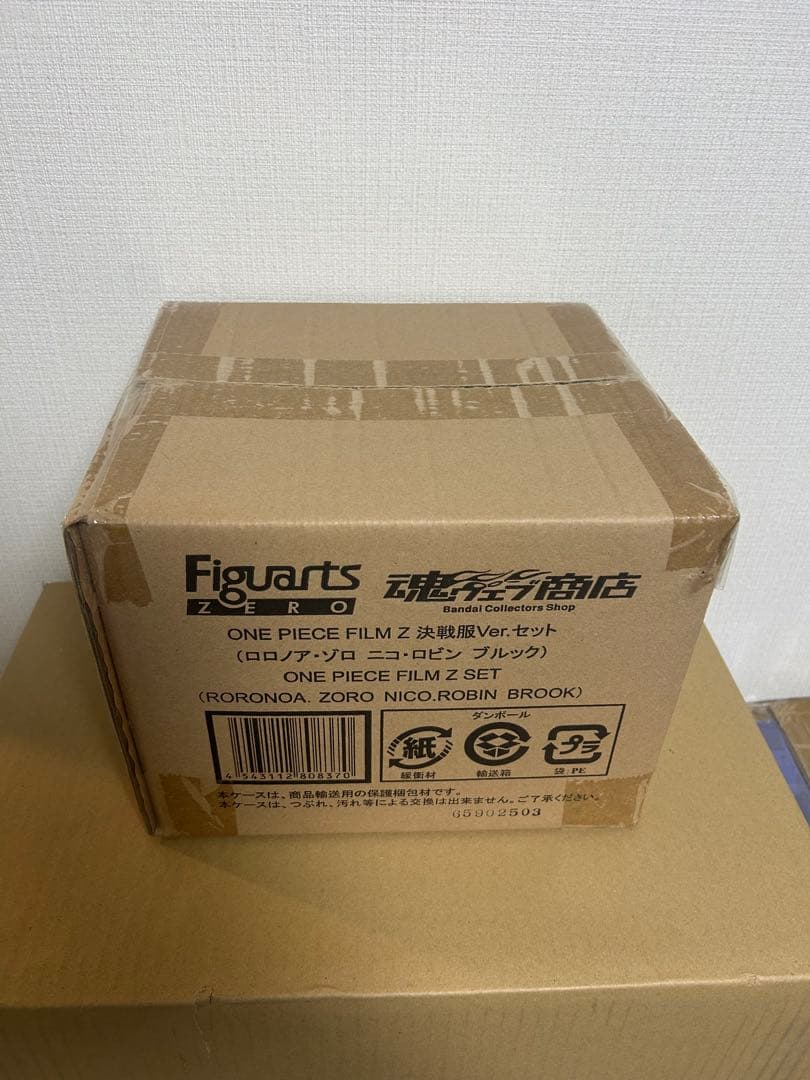 Figuarts
ZERO
魂ウェブ商店
Bandai Collectors Shop
ONE PIECE FILM Z 決戦服Ver.セット
(ロロノア・ゾロ ニコ・ロビン ブルック)
ONE PIECE FILM Z SET
(RORONOA. ZORO NICO.ROBIN BROOK)
4 543112 808370
ダンボール
紙
プラ
緩衝材
輸送箱
袋:PE
本ケースは、商品輸送用の保護梱包材です。
本ケースは、つぶれ、汚れ等による交換は出来ません。ご了承ください。
65902503